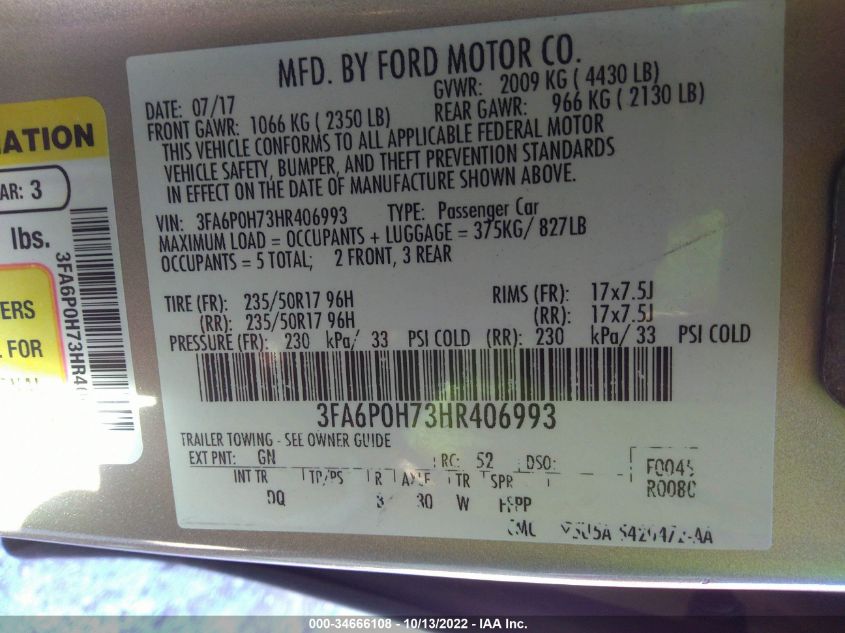 MFD. BY FORD MOTOR CO.
DATE: 07/17 GVWR: 2009 KG ( 4430 LB)
FRONT GAWR: 1066 KG ( 2350 LB) REAR GAWR: 966 KG ( 2130 LB)
THIS VEHICLE CONFORMS TO ALL APPLICABLE FEDERAL MOTOR
VEHICLE SAFETY, BUMPER, AND THEFT PREVENTION STANDARDS
IN EFFECT ON THE DATE OF MANUFACTURE SHOWN ABOVE.
VIN: 3FA6P0H73HR406993 TYPE: Passenger Car
MAXIMUM LOAD = OCCUPANTS + LUGGAGE = 375KG/ 827LB
OCCUPANTS = 5 TOTAL; 2 FRONT, 3 REAR
TIRE (FR): 235/50R17 96H RIMS (FR): 17x7.5J
(RR): 235/50R17 96H (RR): 17x7.5J
PRESSURE (FR): 230 kPa/ 33 PSI COLD (RR): 230 kPa/ 33 PSI COLD
3FA6P0H73HR406993
TRAILER TOWING - SEE OWNER GUIDE
EXT PNT: GN RC: 52 DSO: F0045
INT TR TP/PS R AXLE TR SPR R008C
DQ 30 W
ATION
AR: 3
lbs.
3FA6P0H73HR40
ERS
FOR
000-34666108 - 10/13/2022 - IAA Inc.